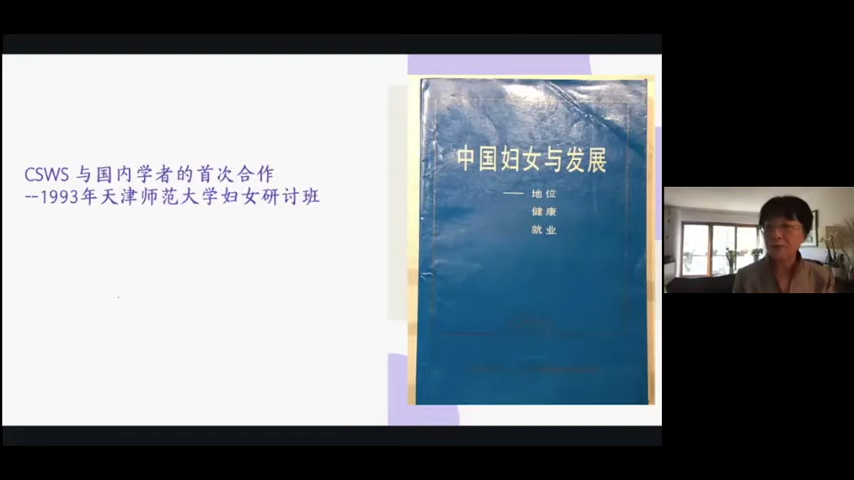 CSWS 与国内学者的首次合作
--1993年天津师范大学妇女研讨班
中国妇女与发展
—— 地位
健康
就业